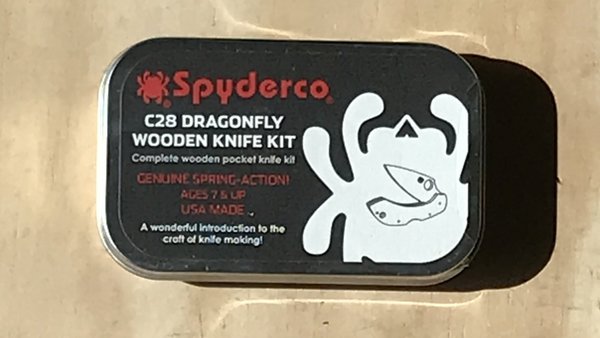 Spyderco®
C28 DRAGONFLY
WOODEN KNIFE KIT
Complete wooden pocket knife kit
GENUINE SPRING-ACTION!
AGES 7 & UP
USA MADE
A wonderful introduction to the
craft of knife making!